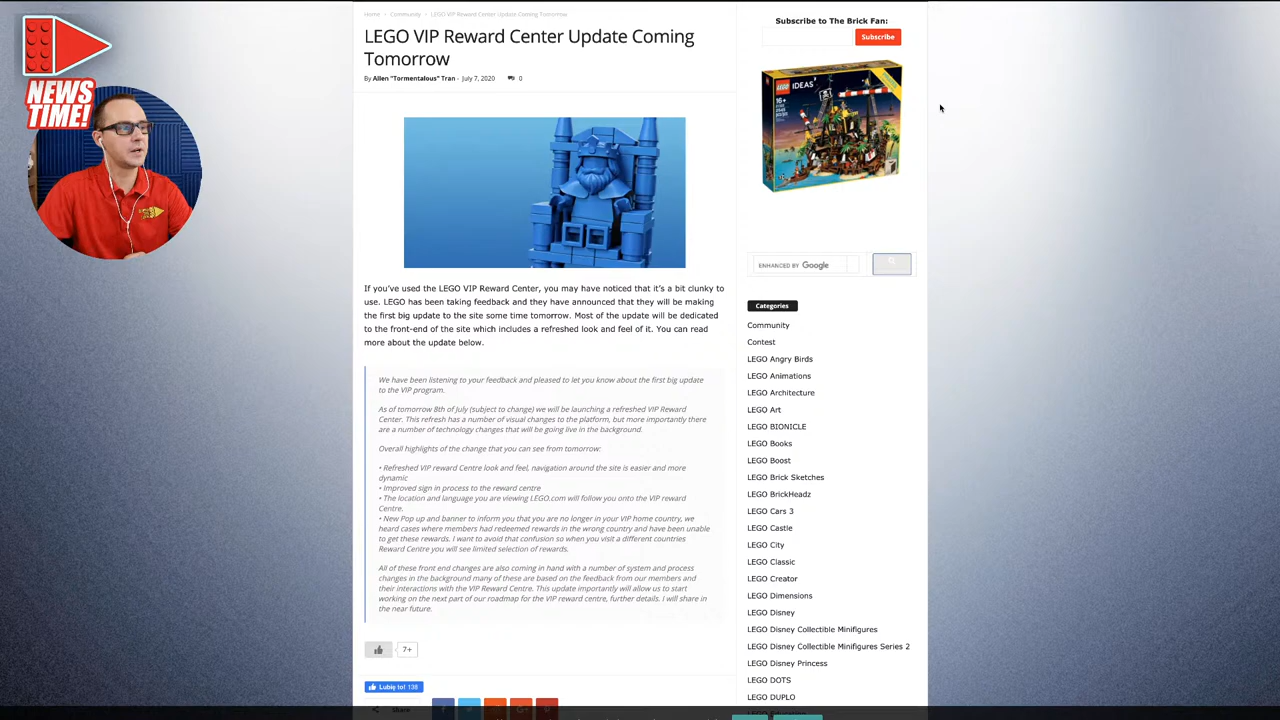 Home › Community › LEGO VIP Reward Center Update Coming Tomorrow
LEGO VIP Reward Center Update Coming
Tomorrow
By Allen "Tormentalous" Tran - July 7, 2020 0
NEWS
TIME!
If you've used the LEGO VIP Reward Center, you may have noticed that it's a bit clunky to
use. LEGO has been taking feedback and they have announced that they will be making
the first big update to the site some time tomorrow. Most of the update will be dedicated
to the front-end of the site which includes a refreshed look and feel of it. You can read
more about the update below.
We have been listening to your feedback and pleased to let you know about the first big update
to the VIP program.
As of tomorrow 8th of July (subject to change) we will be launching a refreshed VIP Reward
Center. This refresh has a number of visual changes to the platform, but more importantly there
are a number of technology changes that will be going live in the background.
Overall highlights of the change that you can see from tomorrow:
• Refreshed VIP reward Centre look and feel, navigation around the site is easier and more
dynamic
• Improved sign in process to the reward centre
• The location and language you are viewing LEGO.com will follow you onto the VIP reward
Centre.
• New Pop up and banner to inform you that you are no longer in your VIP home country, we
heard cases where members had redeemed rewards in the wrong country and have been unable
to get these rewards. I want to avoid that confusion so when you visit a different countries
Reward Centre you will see limited selection of rewards.
All of these front end changes are also coming in hand with a number of system and process
changes in the background many of these are based on the feedback from our members and
their interactions with the VIP Reward Centre. This update importantly will allow us to start
working on the next part of our roadmap for the VIP reward centre, further details. I will share in
the near future.
7+
Lubię to! 138
Share
Subscribe to The Brick Fan:
Subscribe
LEGO IDEAS
16+
ENHANCED BY Google
Categories
Community
Contest
LEGO Angry Birds
LEGO Animations
LEGO Architecture
LEGO Art
LEGO BIONICLE
LEGO Books
LEGO Boost
LEGO Brick Sketches
LEGO BrickHeadz
LEGO Cars 3
LEGO Castle
LEGO City
LEGO Classic
LEGO Creator
LEGO Dimensions
LEGO Disney
LEGO Disney Collectible Minifigures
LEGO Disney Collectible Minifigures Series 2
LEGO Disney Princess
LEGO DOTS
LEGO DUPLO